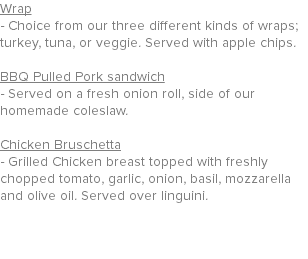 Wrap
- Choice from our three different kinds of wraps;
turkey, tuna, or veggie. Served with apple chips.
BBQ Pulled Pork sandwich
- Served on a fresh onion roll, side of our
homemade coleslaw.
Chicken Bruschetta
- Grilled Chicken breast topped with freshly
chopped tomato, garlic, onion, basil, mozzarella
and olive oil. Served over linguini.